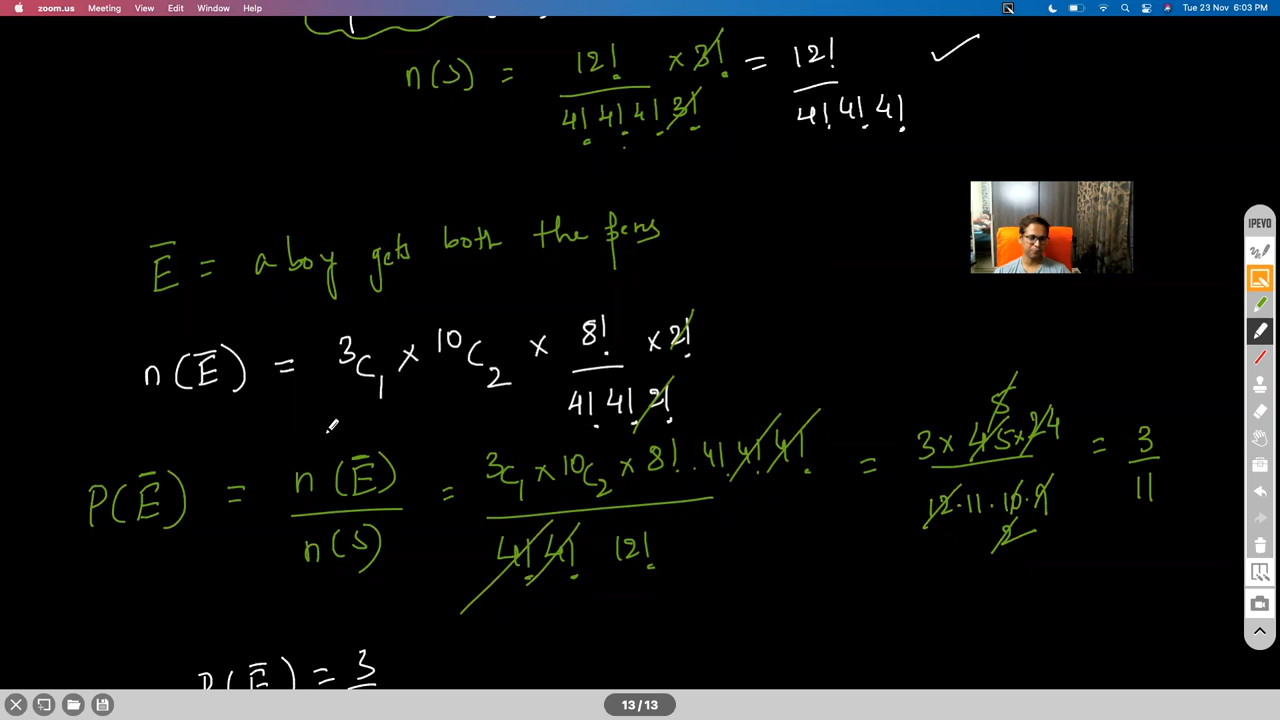 zoom.us Meeting View Edit Window Help Tue 23 Nov 6:03 PM
n(S) = 12! × 3! / 4! 4! 4! 3! = 12! / 4! 4! 4! ✓
E̅ = a boy gets both the pens
n(E̅) = ³C₁ × ¹⁰C₂ × 8! / 4! 4! 2! × 2!
P(E̅) = n(E̅) / n(S) = ³C₁ × ¹⁰C₂ × 8! . 4! 4! 4! / 4! 4! 12! = 3 × 45 × 24 / 12 . 11 . 10 . 9 = 3 / 11
5
2
P(E̅) = 3
IPEVO
13 / 13